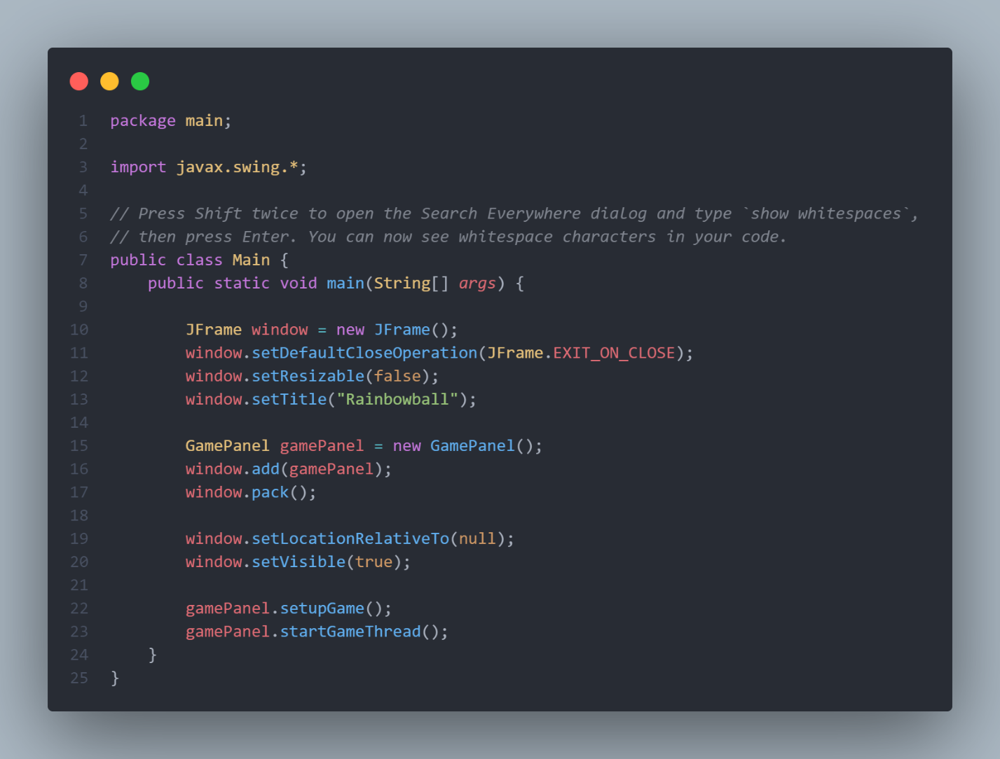 1 package main;
2
3 import javax.swing.*;
4
5 // Press Shift twice to open the Search Everywhere dialog and type `show whitespaces`,
6 // then press Enter. You can now see whitespace characters in your code.
7 public class Main {
8     public static void main(String[] args) {
9
10         JFrame window = new JFrame();
11         window.setDefaultCloseOperation(JFrame.EXIT_ON_CLOSE);
12         window.setResizable(false);
13         window.setTitle("Rainbowball");
14
15         GamePanel gamePanel = new GamePanel();
16         window.add(gamePanel);
17         window.pack();
18
19         window.setLocationRelativeTo(null);
20         window.setVisible(true);
21
22         gamePanel.setupGame();
23         gamePanel.startGameThread();
24     }
25 }